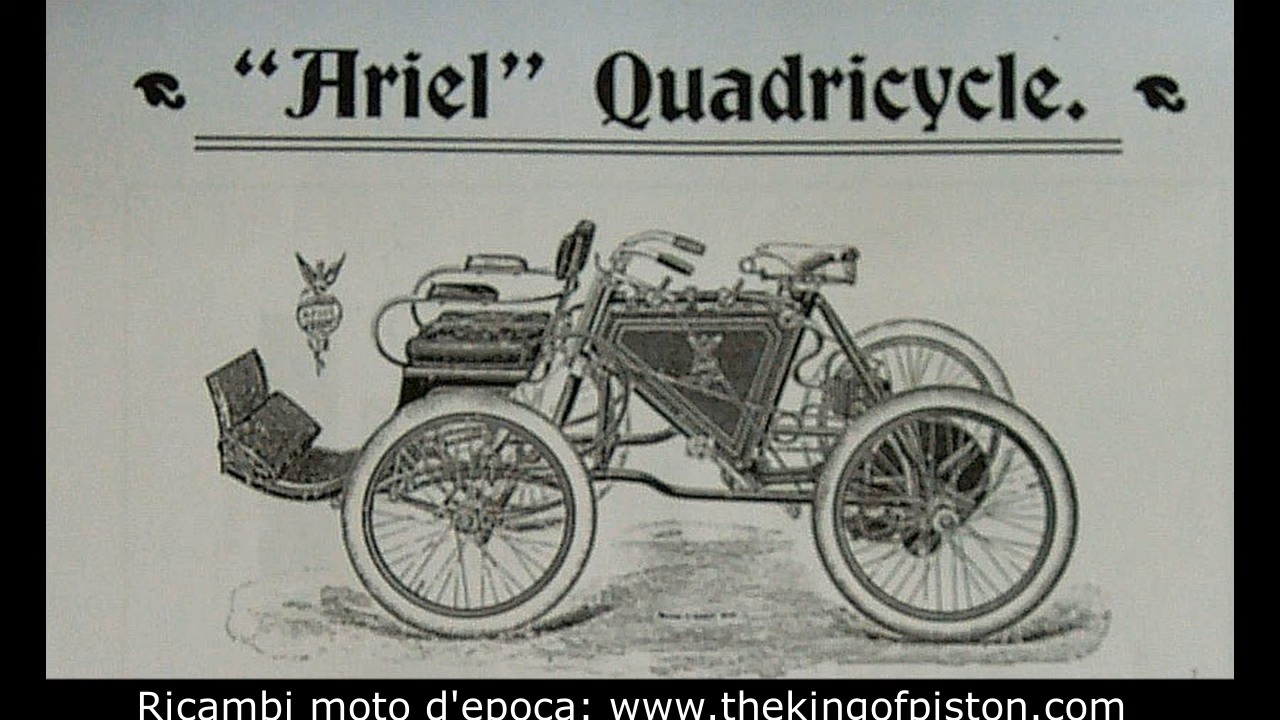 “Ariel” Quadricycle.
Ricambi moto d'epoca: www.thekingofpiston.com